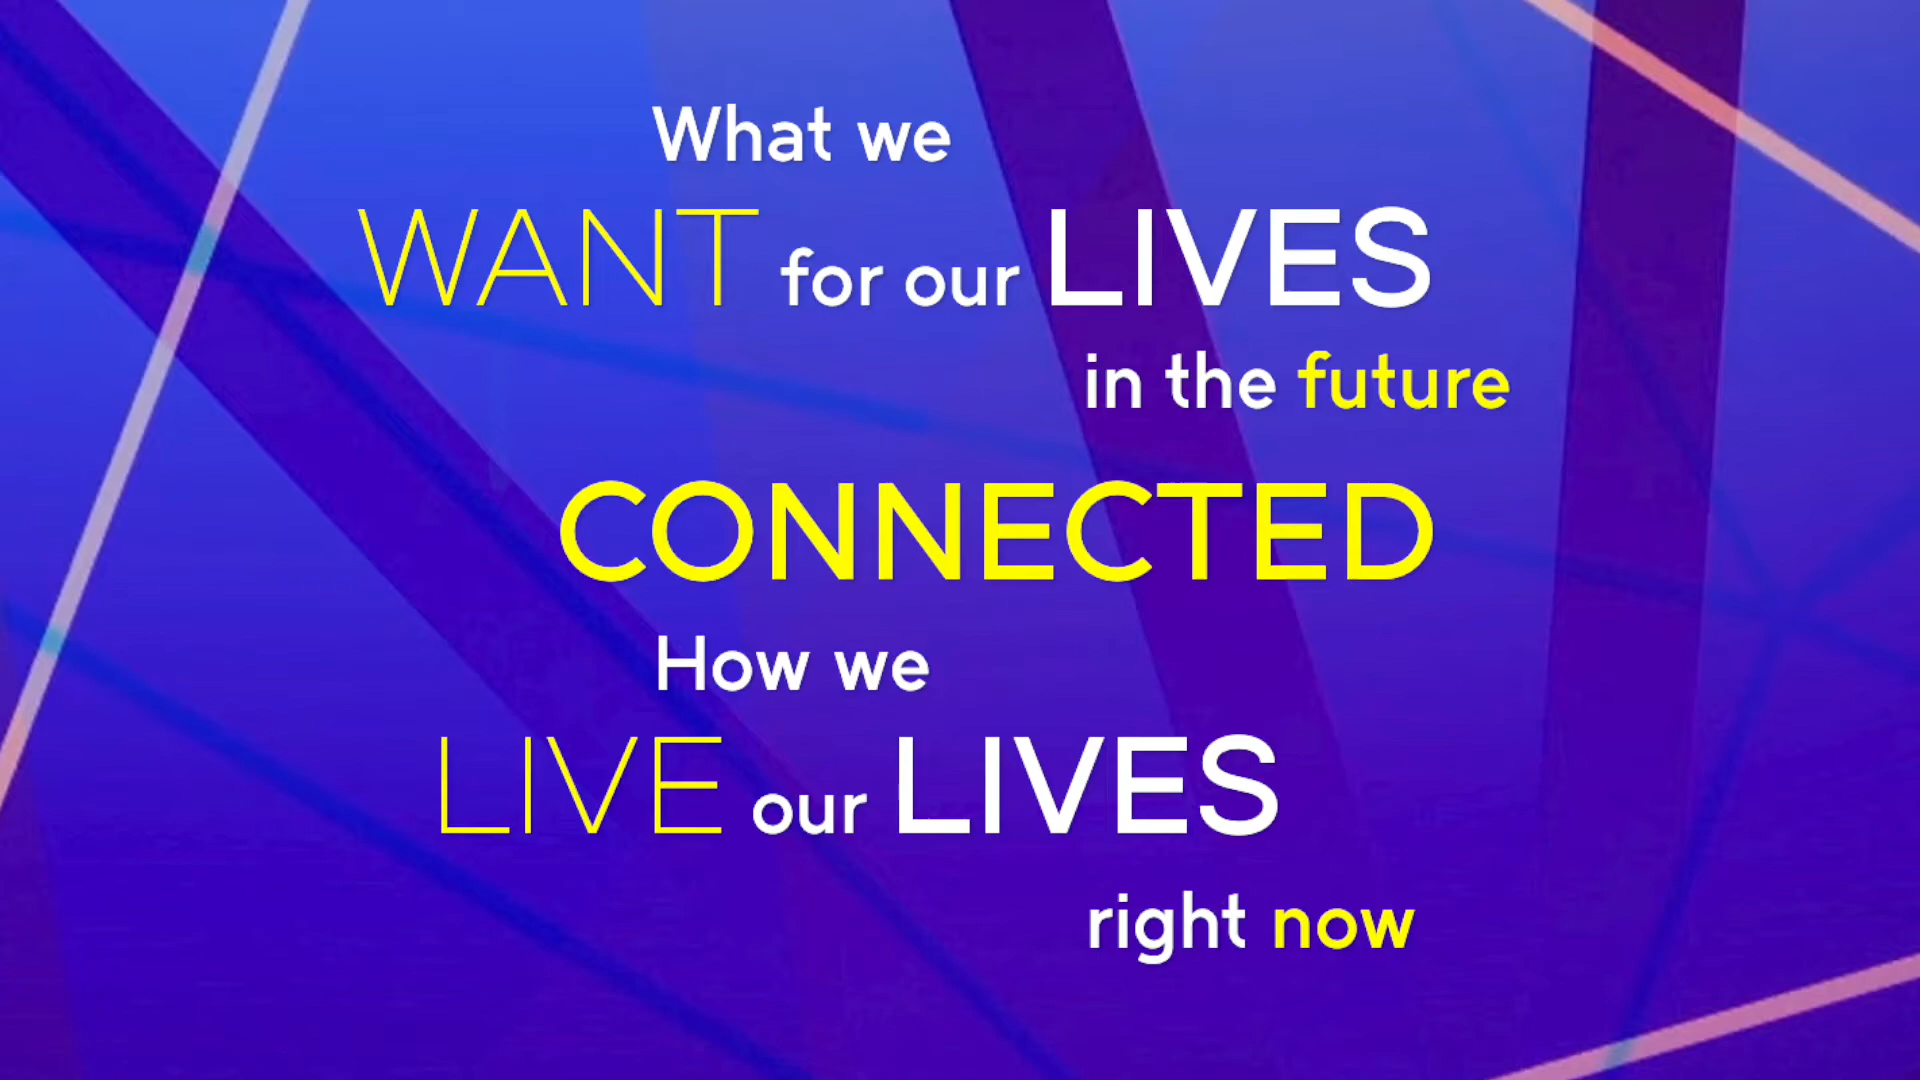 What we
WANT for our LIVES
in the future
CONNECTED
How we
LIVE our LIVES
right now